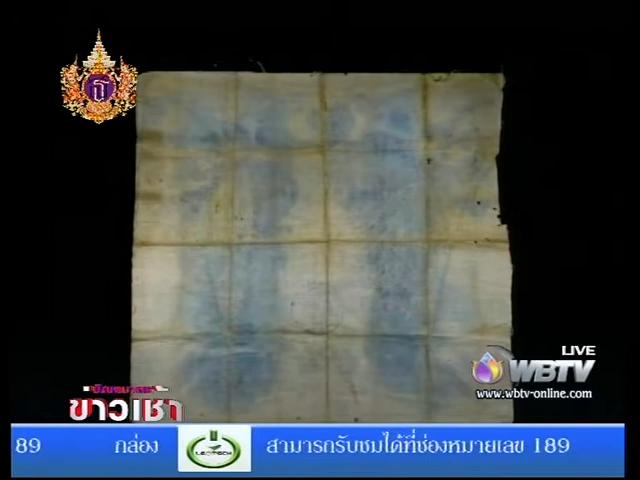 LIVE
WBTV
www.wbtv-online.com
ข่าวเช้า
89 กล่อง LEOTECH สามารถรับชมได้ที่ช่องหมายเลข 189